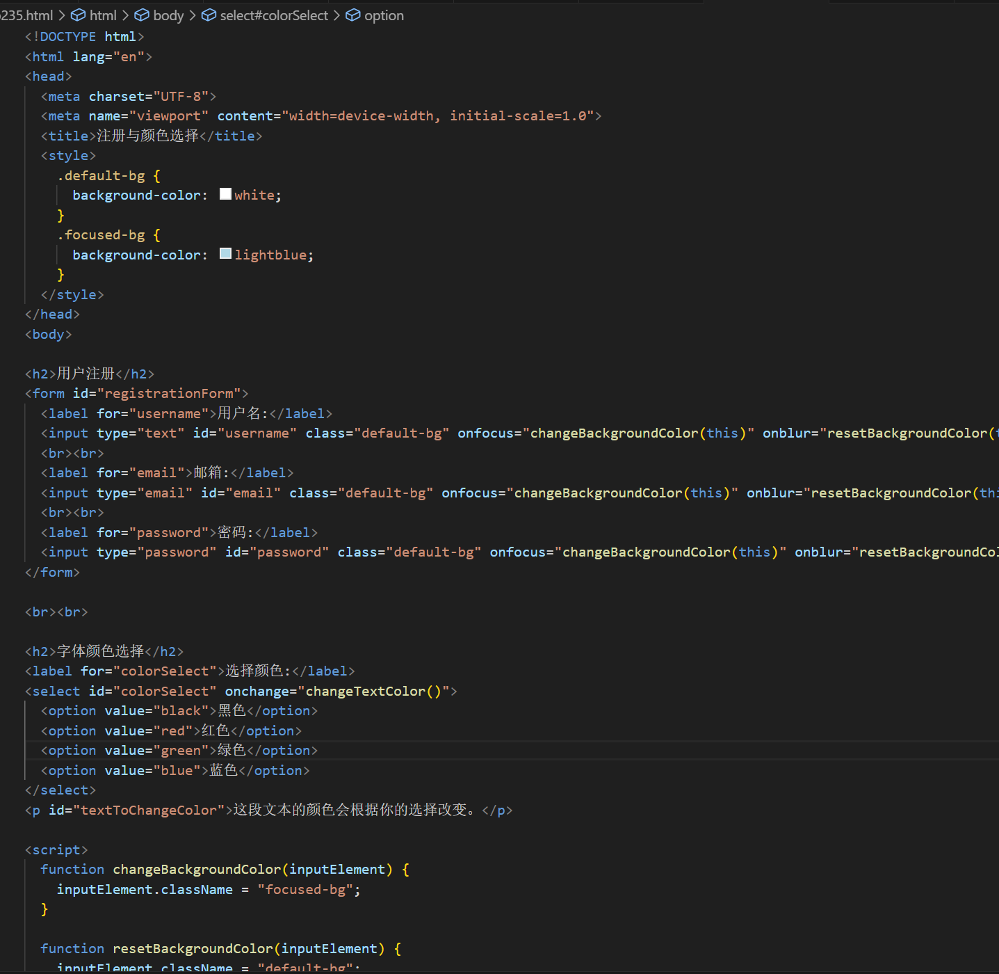 235.html > html > body > select#colorSelect > option
<!DOCTYPE html>
<html lang="en">
<head>
  <meta charset="UTF-8">
  <meta name="viewport" content="width=device-width, initial-scale=1.0">
  <title>注册与颜色选择</title>
  <style>
    .default-bg {
      background-color: white;
    }
    .focused-bg {
      background-color: lightblue;
    }
  </style>
</head>
<body>

<h2>用户注册</h2>
<form id="registrationForm">
  <label for="username">用户名:</label>
  <input type="text" id="username" class="default-bg" onfocus="changeBackgroundColor(this)" onblur="resetBackgroundColor(
  <br><br>
  <label for="email">邮箱:</label>
  <input type="email" id="email" class="default-bg" onfocus="changeBackgroundColor(this)" onblur="resetBackgroundColor(thi
  <br><br>
  <label for="password">密码:</label>
  <input type="password" id="password" class="default-bg" onfocus="changeBackgroundColor(this)" onblur="resetBackgroundCol
</form>

<br><br>

<h2>字体颜色选择</h2>
<label for="colorSelect">选择颜色:</label>
<select id="colorSelect" onchange="changeTextColor()">
  <option value="black">黑色</option>
  <option value="red">红色</option>
  <option value="green">绿色</option>
  <option value="blue">蓝色</option>
</select>
<p id="textToChangeColor">这段文本的颜色会根据你的选择改变。</p>

<script>
  function changeBackgroundColor(inputElement) {
    inputElement.className = "focused-bg";
  }

  function resetBackgroundColor(inputElement) {
    inputElement.className = "default-bg";